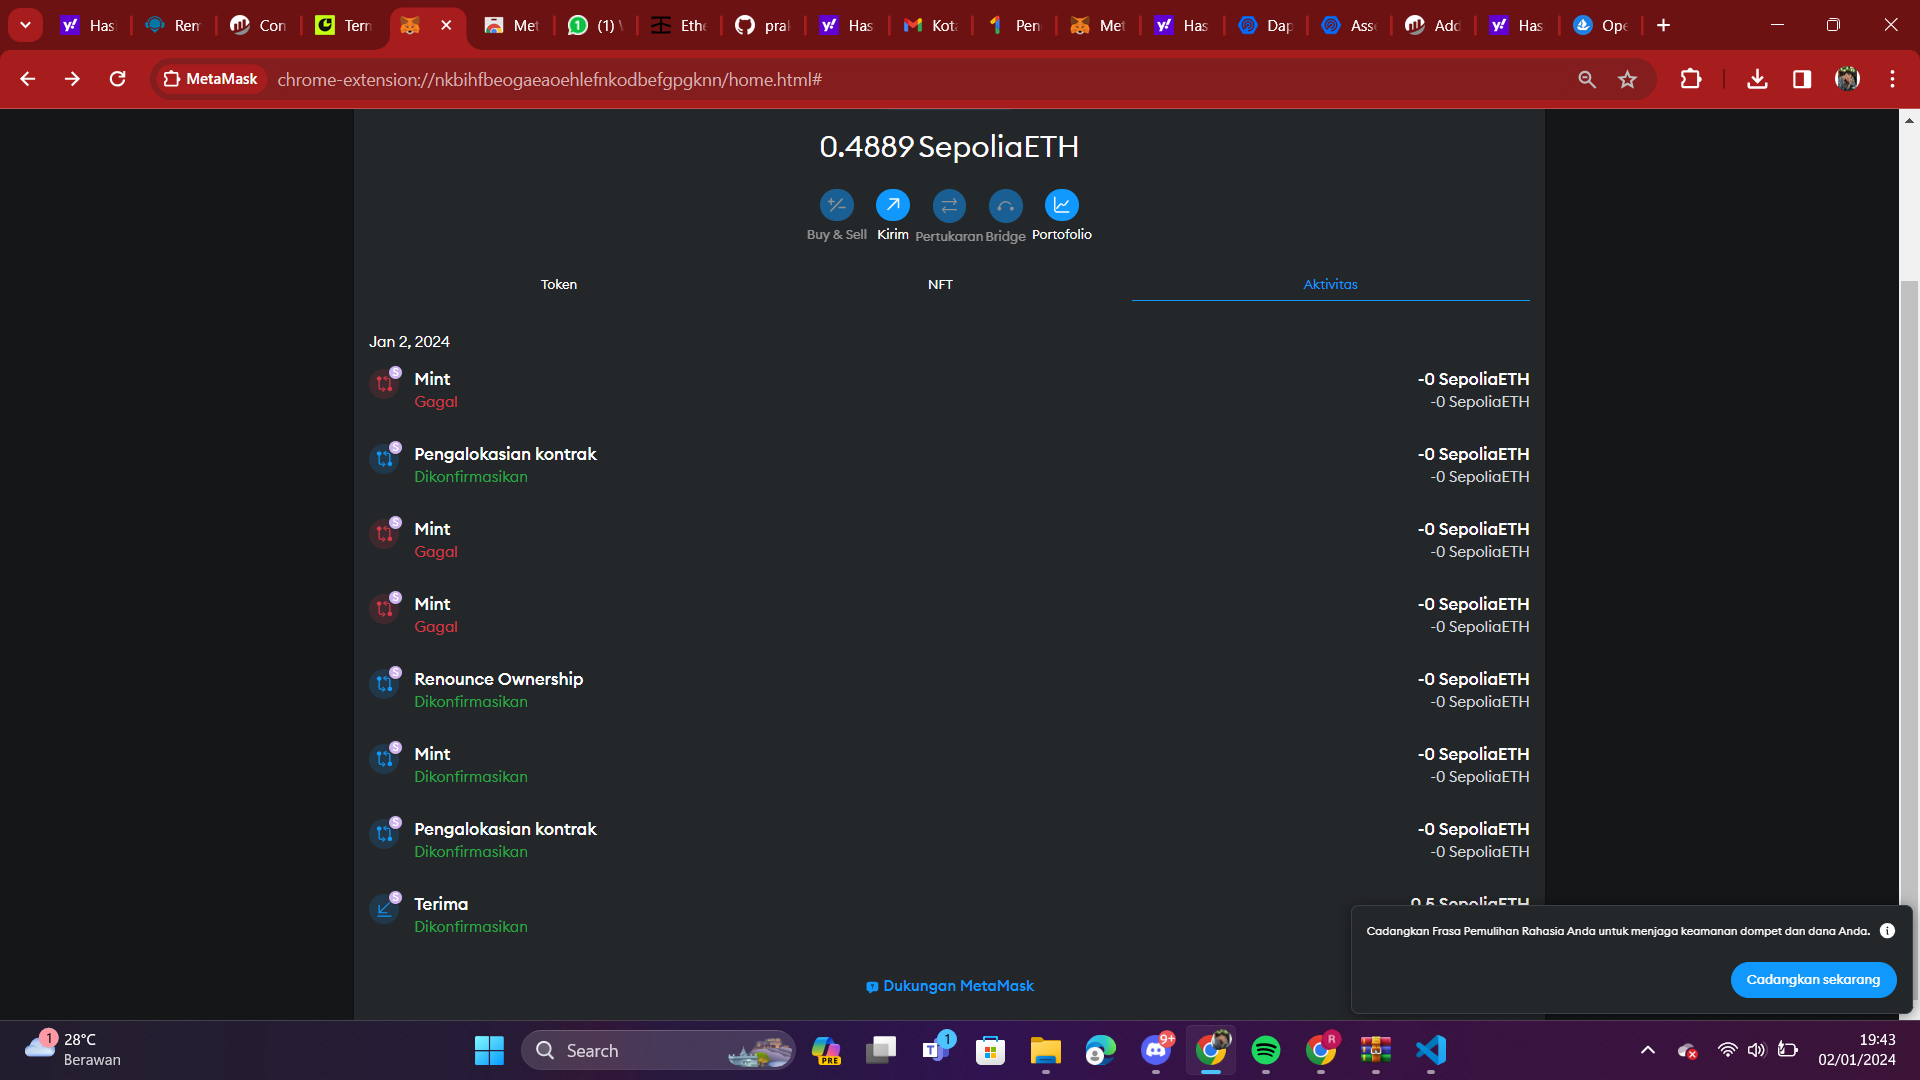 Has
Rem
Con
Tern
Met
(1)
Ethe
pral
Has
Kota
Pen
Met
Has
Dap
Asse
Add
Has
Ope
MetaMask
chrome-extension://nkbihfbeogaeaoehlefnkodbefgpgknn/home.html#
0.4889 SepoliaETH
Buy & Sell
Kirim
Pertukaran
Bridge
Portofolio
Token
NFT
Aktivitas
Jan 2, 2024
S
Mint
-0 SepoliaETH
Gagal
-0 SepoliaETH
S
Pengalokasian kontrak
-0 SepoliaETH
Dikonfirmasikan
-0 SepoliaETH
S
Mint
-0 SepoliaETH
Gagal
-0 SepoliaETH
S
Mint
-0 SepoliaETH
Gagal
-0 SepoliaETH
S
Renounce Ownership
-0 SepoliaETH
Dikonfirmasikan
-0 SepoliaETH
S
Mint
-0 SepoliaETH
Dikonfirmasikan
-0 SepoliaETH
S
Pengalokasian kontrak
-0 SepoliaETH
Dikonfirmasikan
-0 SepoliaETH
S
Terima
0.5 SepoliaETH
Dikonfirmasikan
Cadangkan Frasa Pemulihan Rahasia Anda untuk menjaga keamanan dompet dan dana Anda.
Cadangkan sekarang
Dukungan MetaMask
1
28°C
Berawan
Search
PRE
1
9+
R
19:43
02/01/2024